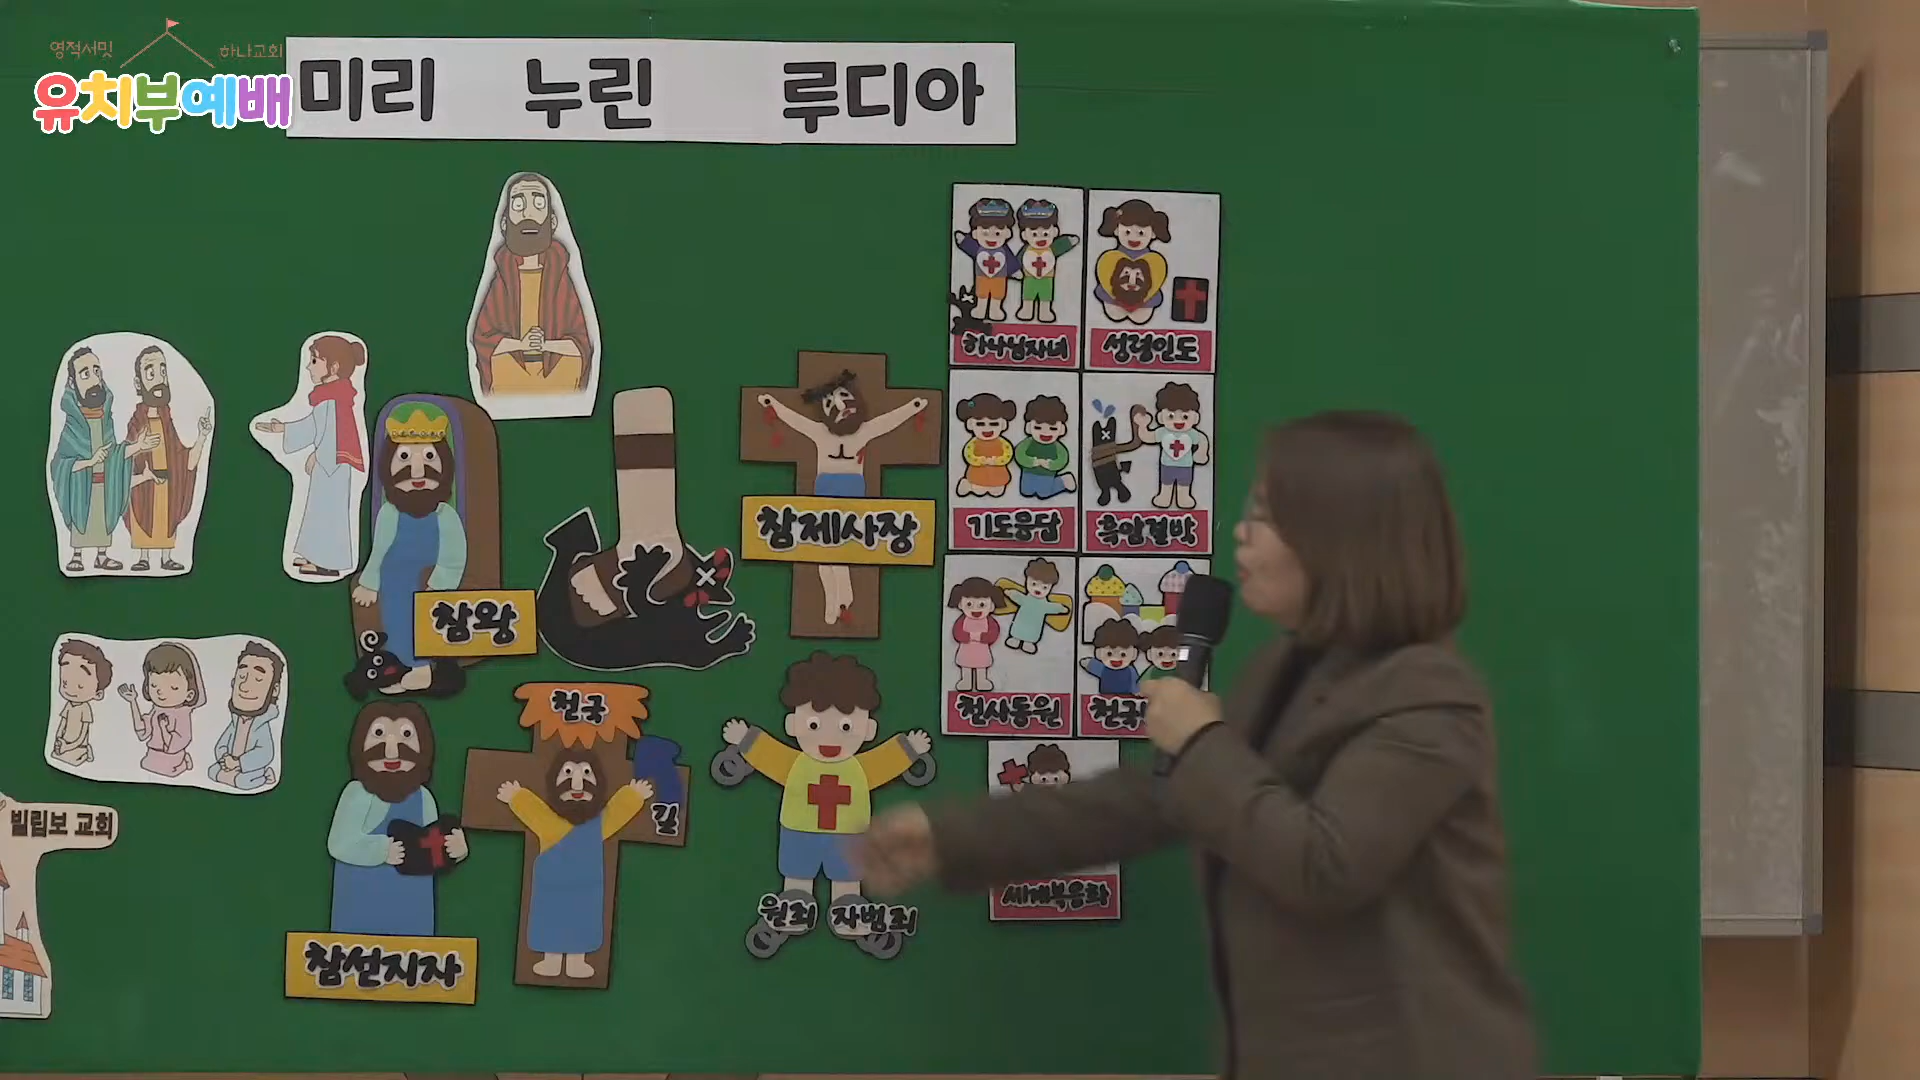 영적서밋 하나교회
유치부예배
미리 누린 루디아
하나님자녀 성령인도
기도응답 흑암결박
참제사장
참왕
천사동원 천국
천국
길
빌립보 교회
원죄 자범죄
세계복음화
참선지자